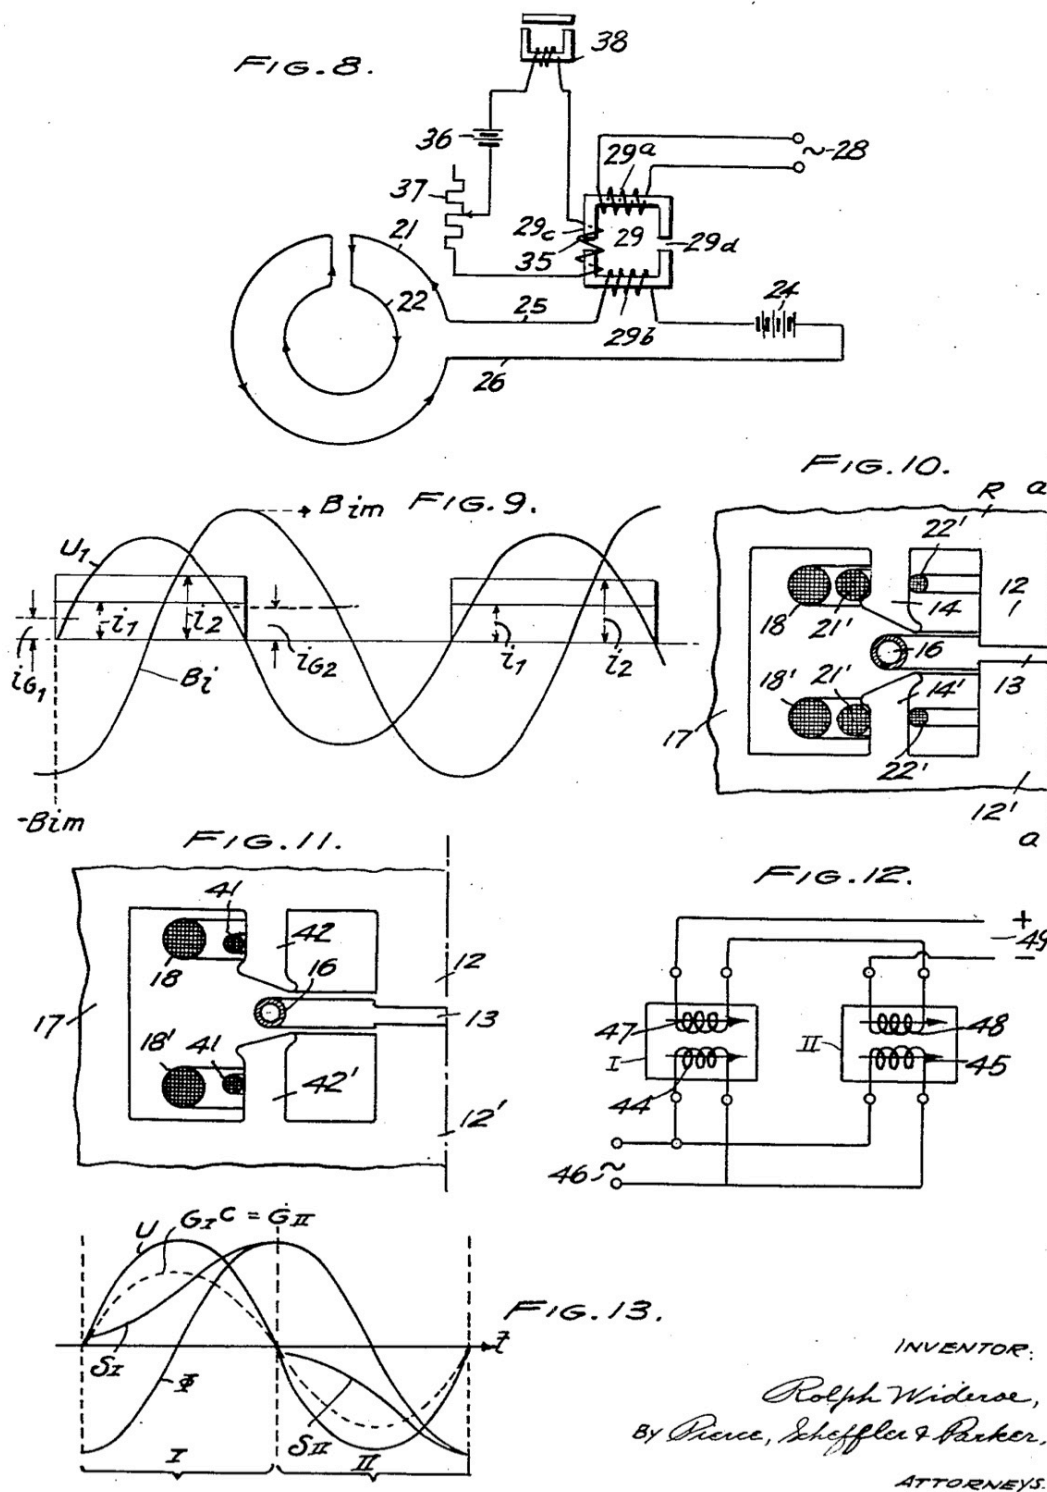 FIG. 8.
38
36
29a
~28
37
21
29c
29
29d
35
22
25
29b
24
26
FIG. 9.
Bim
U1
i1
i2
iG1
iG2
i1
i2
Bi
-Bim
FIG. 10.
R
a
22'
12
18
21'
14
16
18'
21'
14'
13
17
22'
12'
a
FIG. 11.
41
42
18
16
12
17
13
18'
41
42'
12'
FIG. 12.
+
49
−
47
48
I
II
44
45
46 ~
U
GI C = GII
FIG. 13.
t
SI
Φ
SII
I
II
INVENTOR:
Rolph Wideroe,
By Pierce, Scheffler & Parker,
ATTORNEYS.